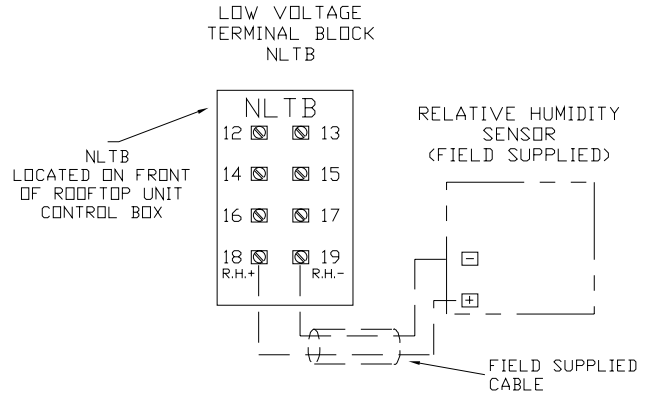 LOW VOLTAGE
TERMINAL BLOCK
NLTB
NLTB
12 13
14 15
16 17
18 19
R.H.+ R.H.-
NLTB
LOCATED ON FRONT
OF ROOFTOP UNIT
CONTROL BOX
RELATIVE HUMIDITY
SENSOR
(FIELD SUPPLIED)
-
+
FIELD SUPPLIED
CABLE